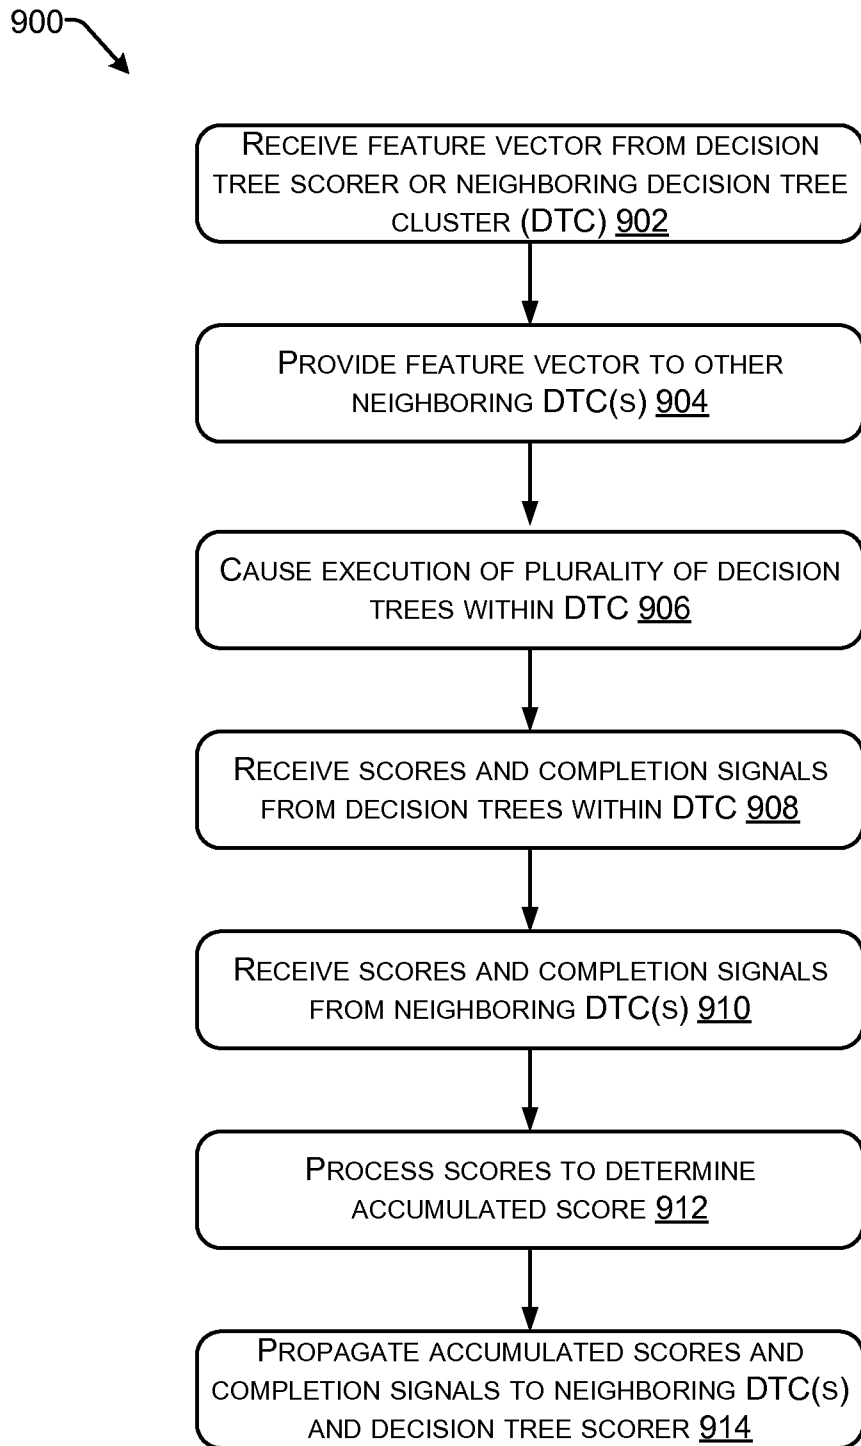 900
RECEIVE FEATURE VECTOR FROM DECISION
TREE SCORER OR NEIGHBORING DECISION TREE
CLUSTER (DTC) 902
PROVIDE FEATURE VECTOR TO OTHER
NEIGHBORING DTC(S) 904
CAUSE EXECUTION OF PLURALITY OF DECISION
TREES WITHIN DTC 906
RECEIVE SCORES AND COMPLETION SIGNALS
FROM DECISION TREES WITHIN DTC 908
RECEIVE SCORES AND COMPLETION SIGNALS
FROM NEIGHBORING DTC(S) 910
PROCESS SCORES TO DETERMINE
ACCUMULATED SCORE 912
PROPAGATE ACCUMULATED SCORES AND
COMPLETION SIGNALS TO NEIGHBORING DTC(S)
AND DECISION TREE SCORER 914